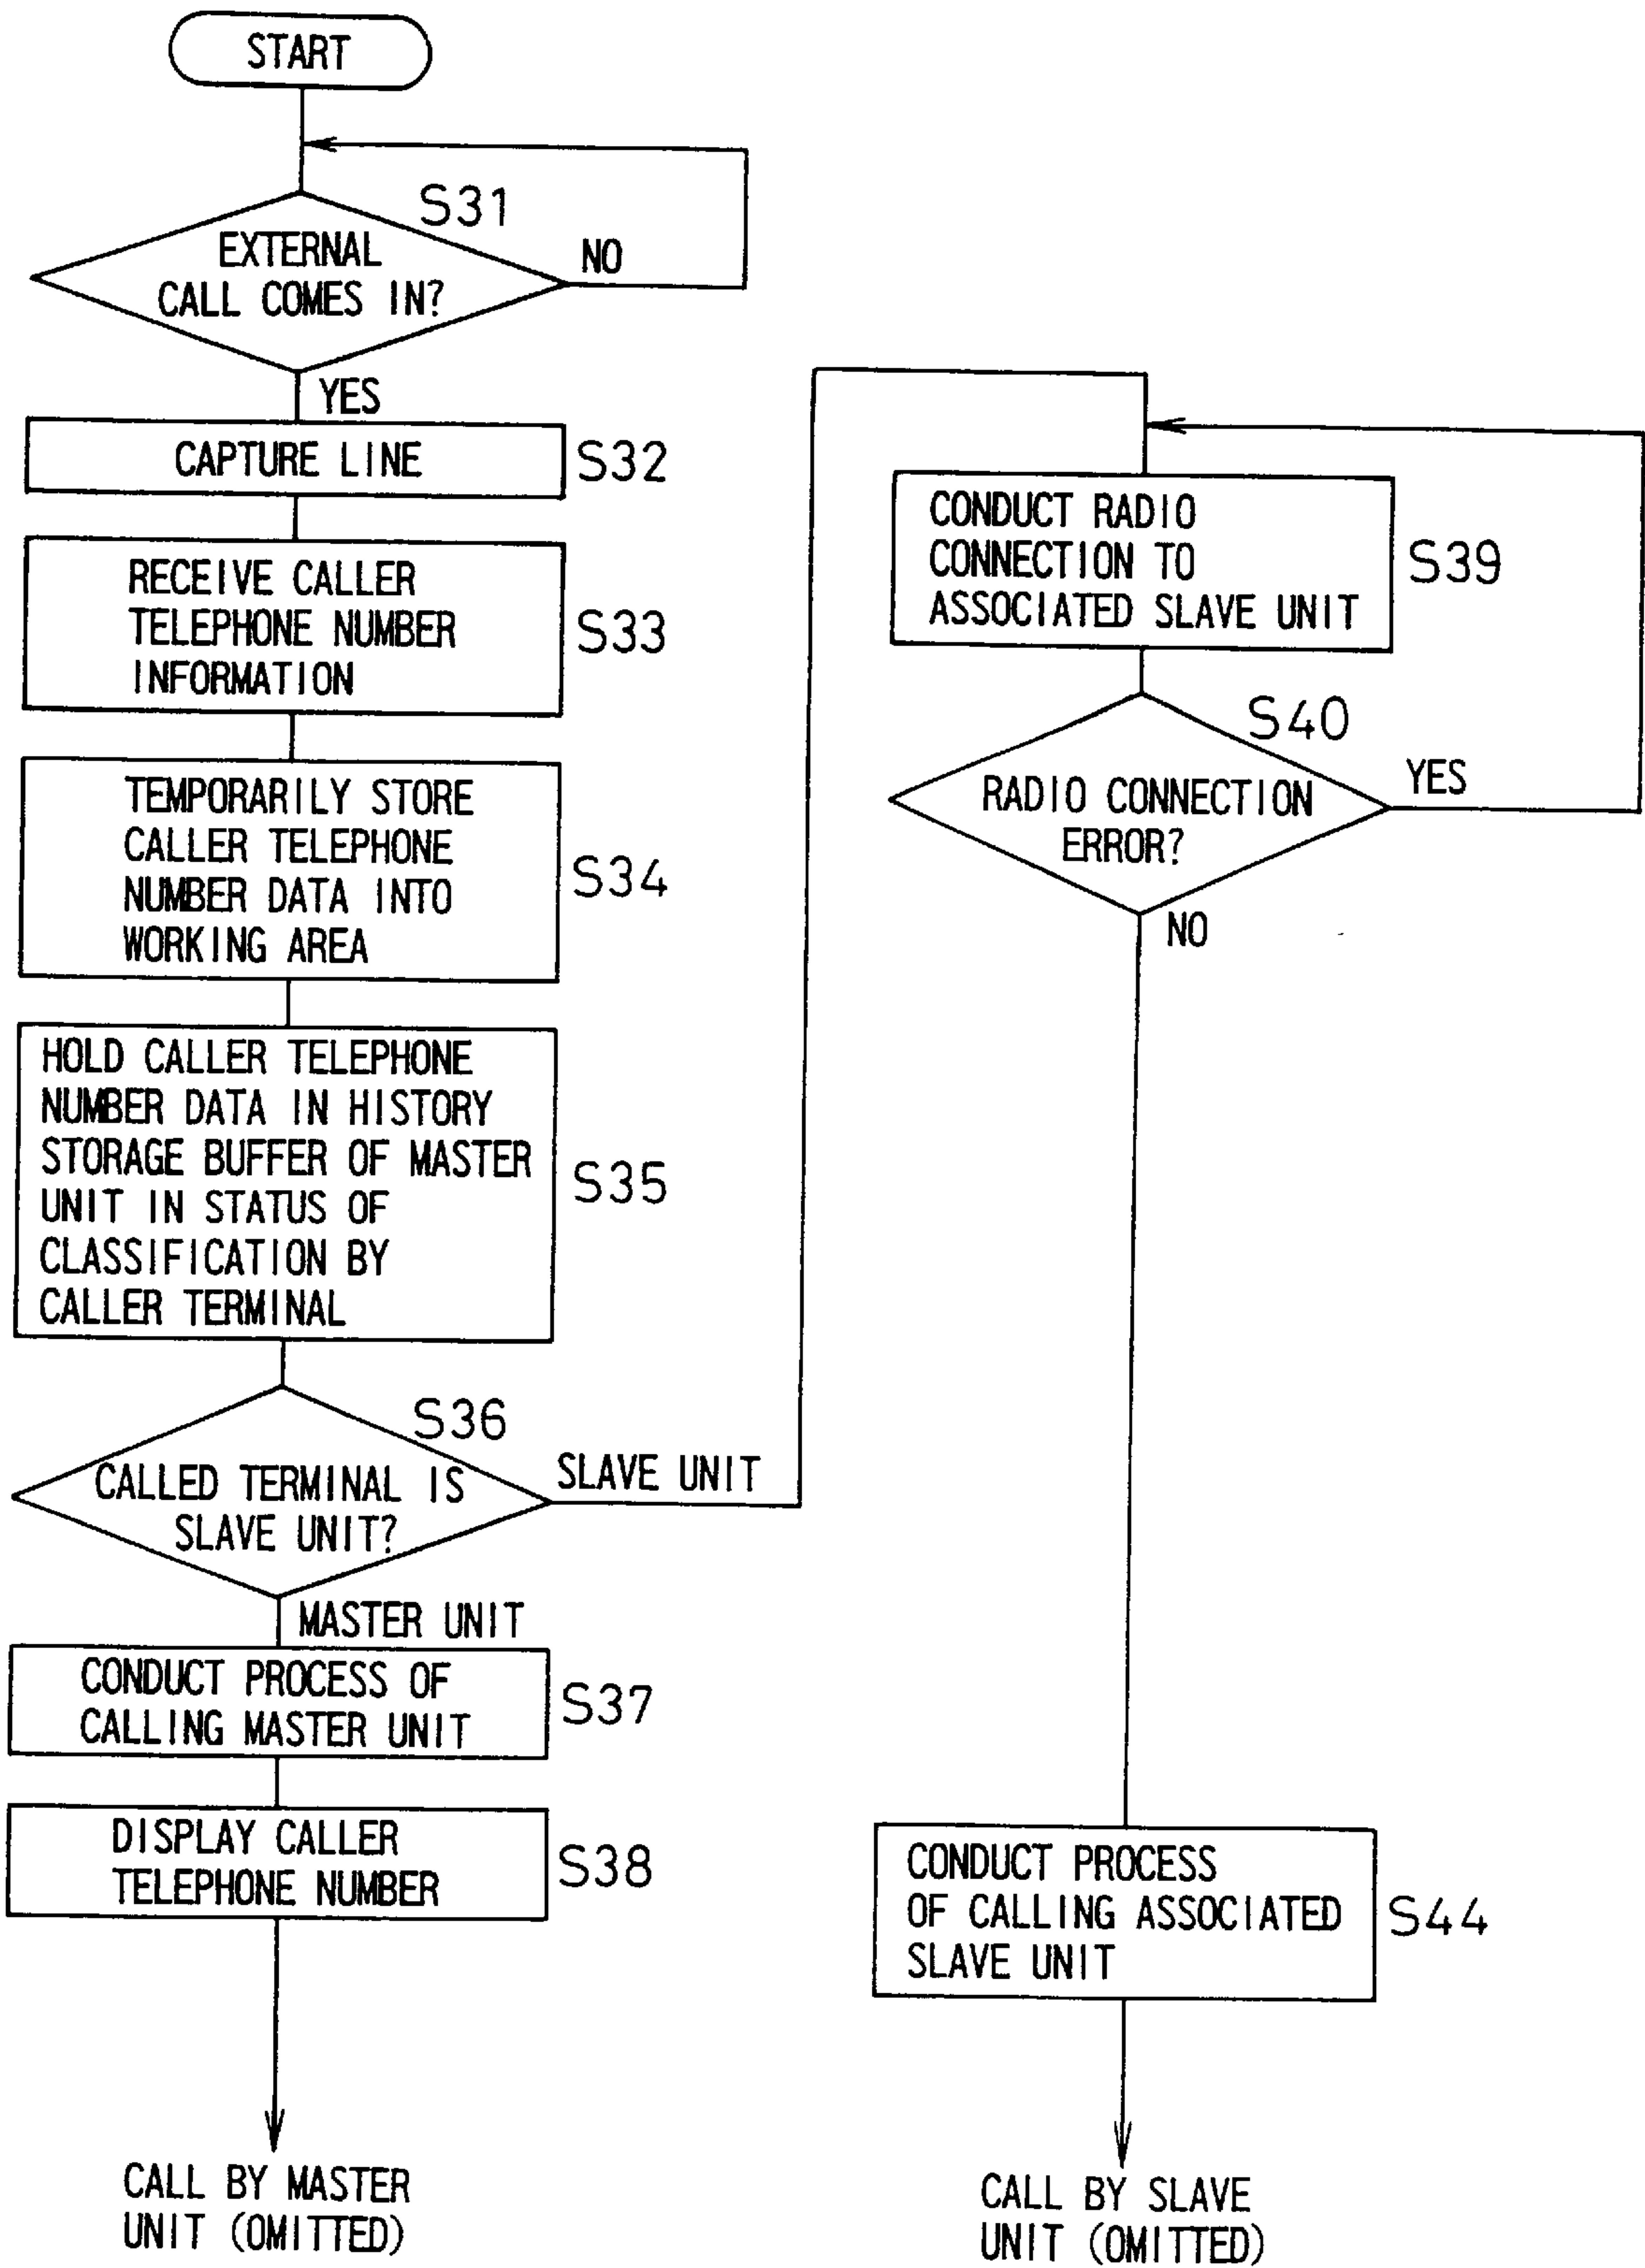 START
S31
EXTERNAL
CALL COMES IN?
NO
YES
CAPTURE LINE
S32
RECEIVE CALLER
TELEPHONE NUMBER
INFORMATION
S33
TEMPORARILY STORE
CALLER TELEPHONE
NUMBER DATA INTO
WORKING AREA
S34
HOLD CALLER TELEPHONE
NUMBER DATA IN HISTORY
STORAGE BUFFER OF MASTER
UNIT IN STATUS OF
CLASSIFICATION BY
CALLER TERMINAL
S35
S36
CALLED TERMINAL IS
SLAVE UNIT?
SLAVE UNIT
MASTER UNIT
CONDUCT PROCESS OF
CALLING MASTER UNIT
S37
DISPLAY CALLER
TELEPHONE NUMBER
S38
CALL BY MASTER
UNIT (OMITTED)
CONDUCT RADIO
CONNECTION TO
ASSOCIATED SLAVE UNIT
S39
S40
RADIO CONNECTION
ERROR?
YES
NO
CONDUCT PROCESS
OF CALLING ASSOCIATED
SLAVE UNIT
S44
CALL BY SLAVE
UNIT (OMITTED)